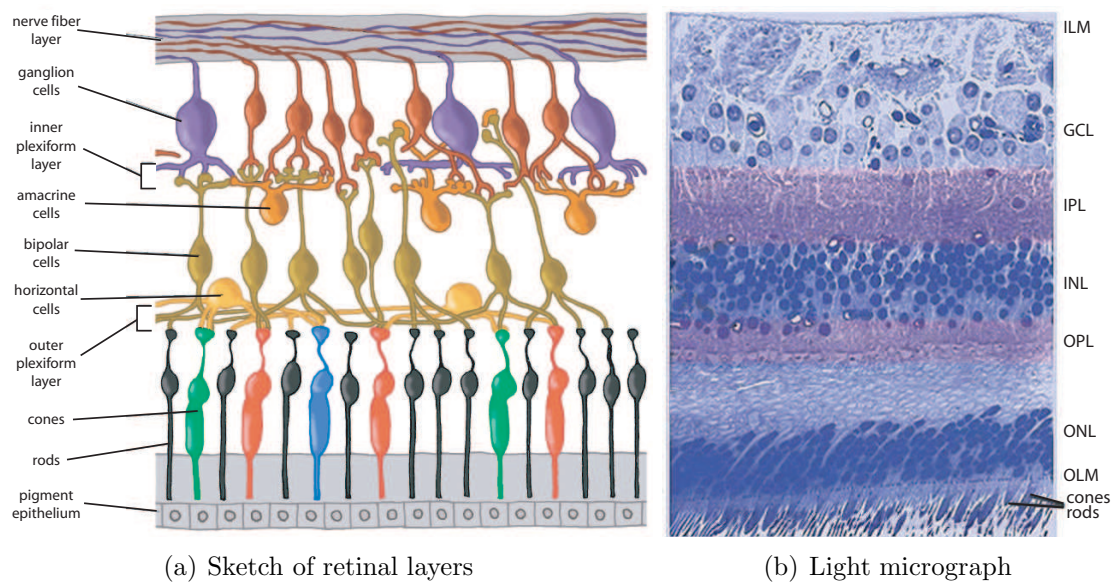 nerve fiber
layer
ganglion
cells
inner
plexiform
layer
amacrine
cells
bipolar
cells
horizontal
cells
outer
plexiform
layer
cones
rods
pigment
epithelium
(a) Sketch of retinal layers
ILM
GCL
IPL
INL
OPL
ONL
OLM
cones
rods
(b) Light micrograph